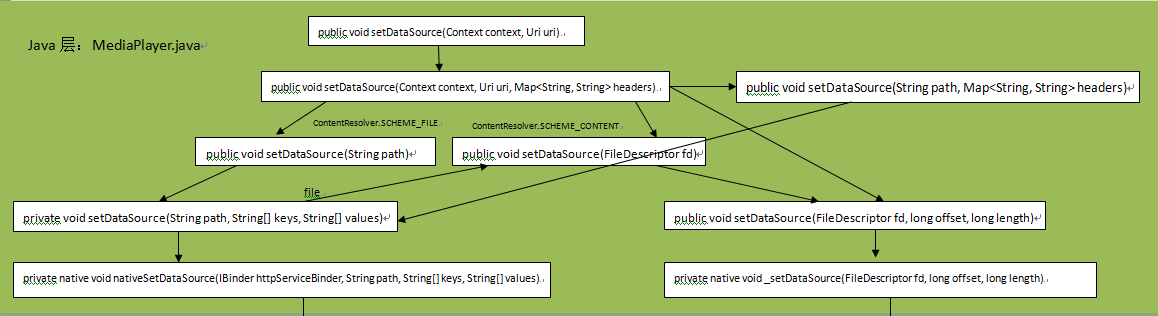 public void setDataSource(Context context, Uri uri)
Java 层：MediaPlayer.java
public void setDataSource(Context context, Uri uri, Map<String, String> headers)
public void setDataSource(String path, Map<String, String> headers)
ContentResolver.SCHEME_FILE
ContentResolver.SCHEME_CONTENT
public void setDataSource(String path)
public void setDataSource(FileDescriptor fd)
file
private void setDataSource(String path, String[] keys, String[] values)
public void setDataSource(FileDescriptor fd, long offset, long length)
private native void nativeSetDataSource(IBinder httpServiceBinder, String path, String[] keys, String[] values)
private native void _setDataSource(FileDescriptor fd, long offset, long length)